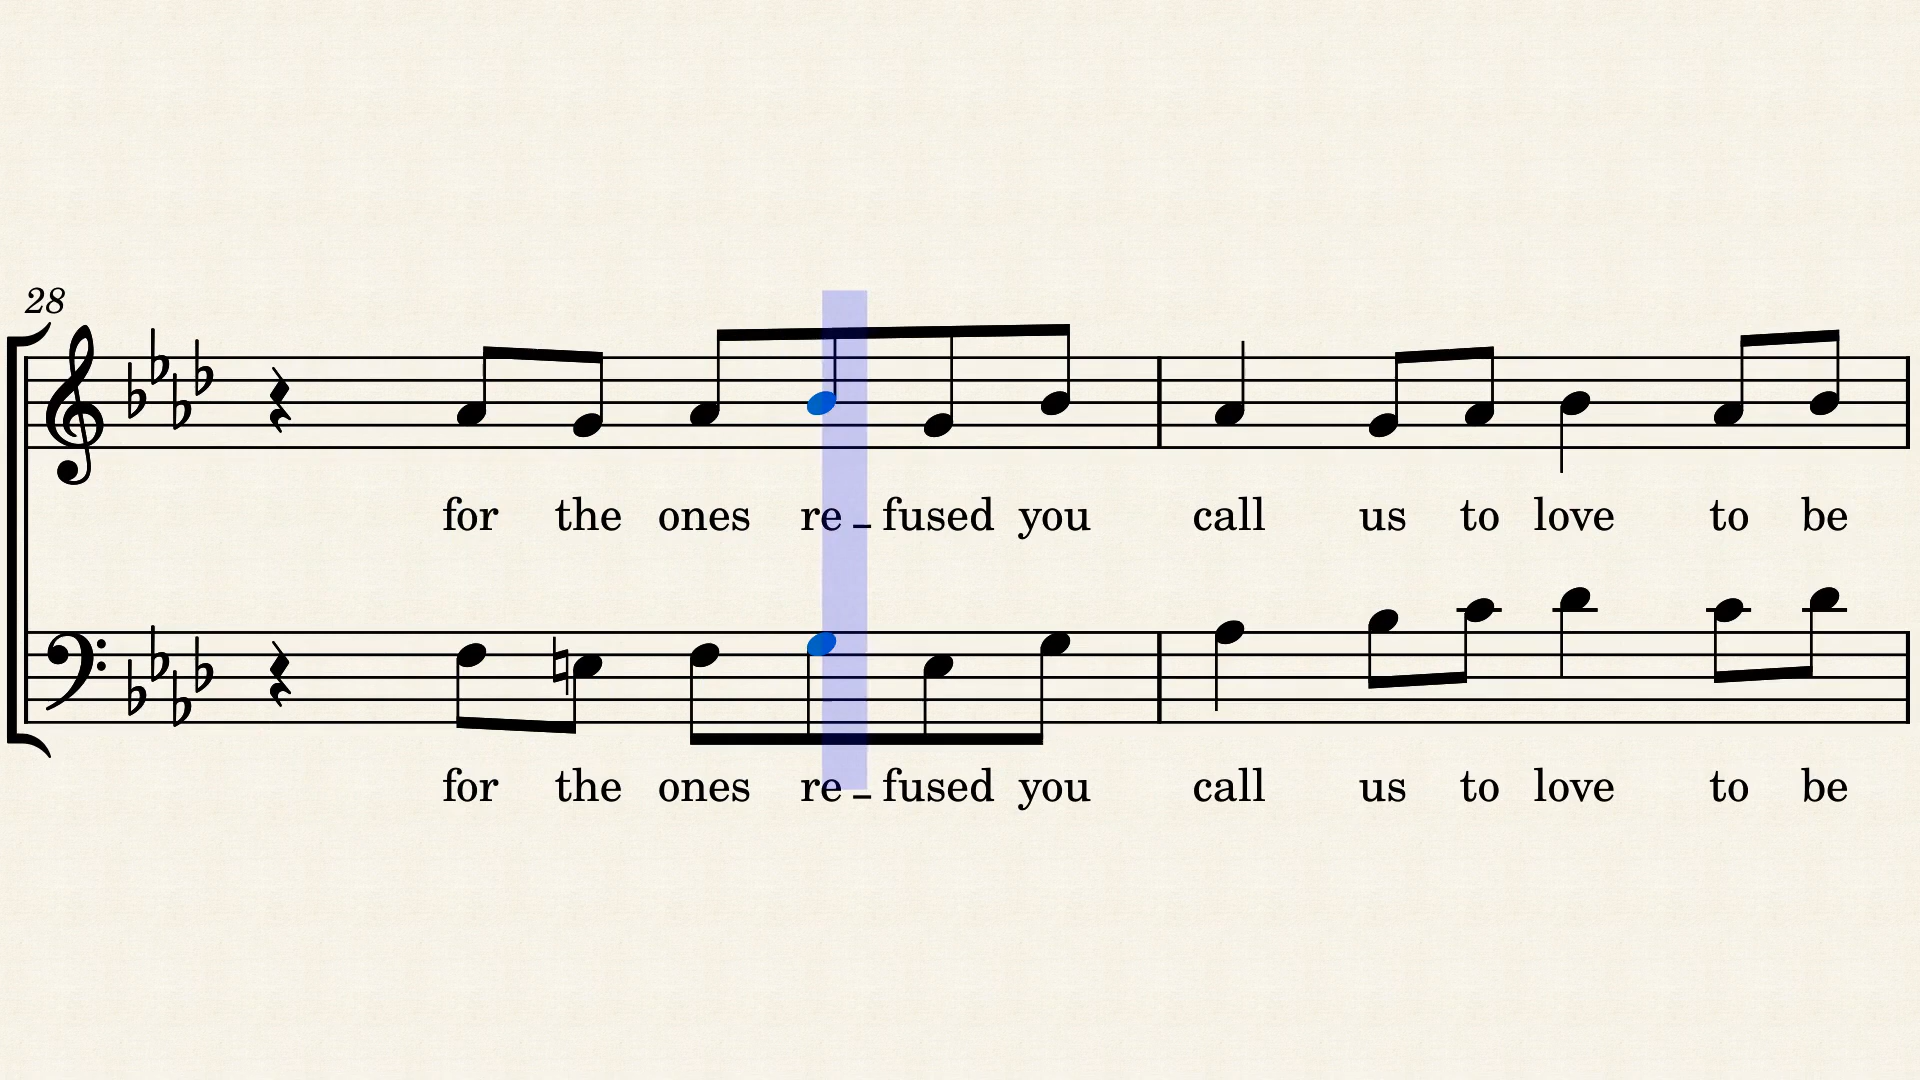 28
for the ones re - fused you call us to love to be
for the ones re - fused you call us to love to be